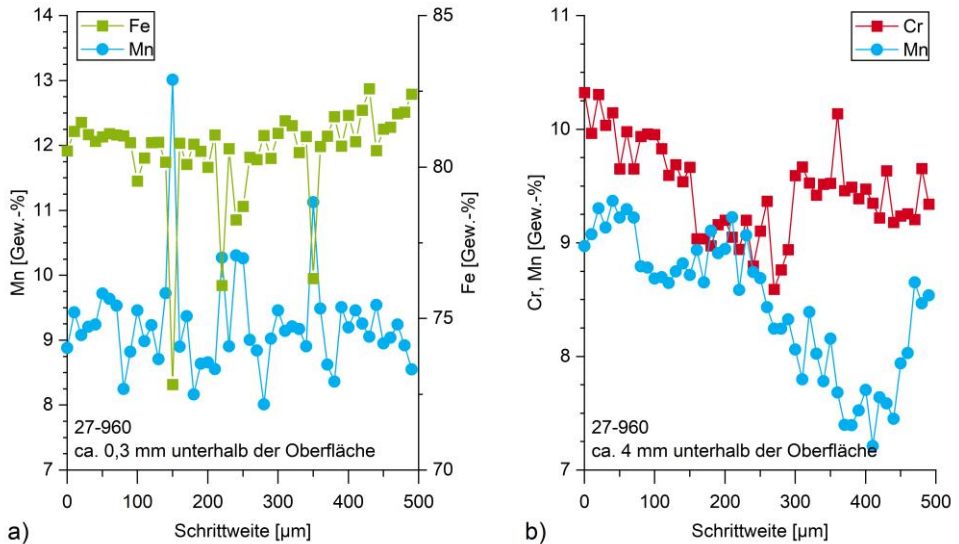 14
13
12
11
10
9
8
7
Mn [Gew.-%]
Fe
Mn
85
80
75
70
Fe [Gew.-%]
27-960
ca. 0,3 mm unterhalb der Oberfläche
0 100 200 300 400 500
Schrittweite [µm]
a)
11
10
9
8
7
Cr, Mn [Gew.-%]
Cr
Mn
27-960
ca. 4 mm unterhalb der Oberfläche
0 100 200 300 400 500
Schrittweite [µm]
b)